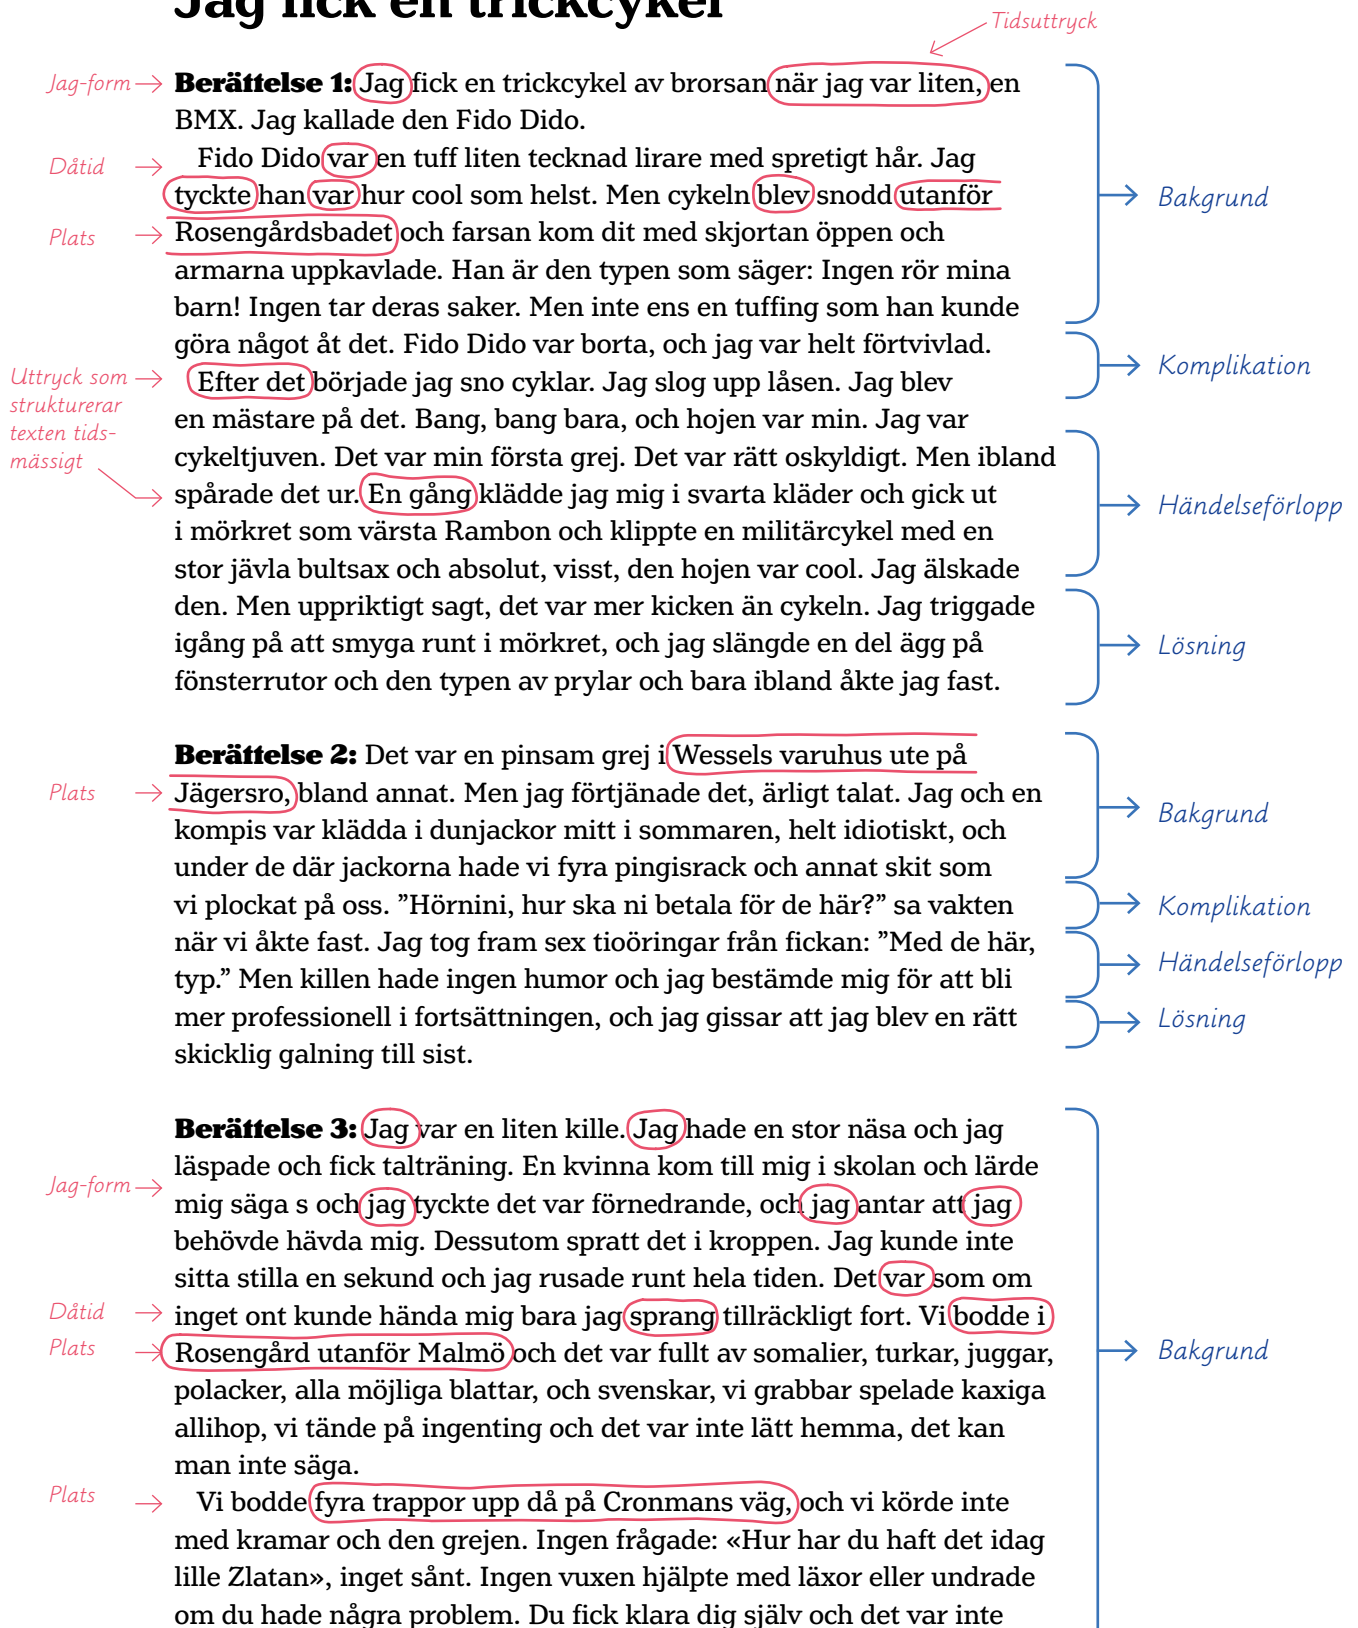 Jag fick en trickcykel
Tidsuttryck
Jag-form
Berättelse 1: Jag fick en trickcykel av brorsan när jag var liten, en
BMX. Jag kallade den Fido Dido.
Dåtid
Fido Dido var en tuff liten tecknad lirare med spretigt hår. Jag
tyckte han var hur cool som helst. Men cykeln blev snodd utanför
Bakgrund
Plats
Rosengårdsbadet och farsan kom dit med skjortan öppen och
armarna uppkavlade. Han är den typen som säger: Ingen rör mina
barn! Ingen tar deras saker. Men inte ens en tuffing som han kunde
göra något åt det. Fido Dido var borta, och jag var helt förtvivlad.
Komplikation
Uttryck som
strukturerar
texten tids-
mässigt
Efter det började jag sno cyklar. Jag slog upp låsen. Jag blev
en mästare på det. Bang, bang bara, och hojen var min. Jag var
cykeltjuven. Det var min första grej. Det var rätt oskyldigt. Men ibland
spårade det ur. En gång klädde jag mig i svarta kläder och gick ut
Händelseförlopp
i mörkret som värsta Rambon och klippte en militärcykel med en
stor jävla bultsax och absolut, visst, den hojen var cool. Jag älskade
den. Men uppriktigt sagt, det var mer kicken än cykeln. Jag triggade
igång på att smyga runt i mörkret, och jag slängde en del ägg på
Lösning
fönsterrutor och den typen av prylar och bara ibland åkte jag fast.
Berättelse 2: Det var en pinsam grej i Wessels varuhus ute på
Plats
Jägersro, bland annat. Men jag förtjänade det, ärligt talat. Jag och en
Bakgrund
kompis var klädda i dunjackor mitt i sommaren, helt idiotiskt, och
under de där jackorna hade vi fyra pingisrack och annat skit som
vi plockat på oss. ”Hörnini, hur ska ni betala för de här?” sa vakten
Komplikation
när vi åkte fast. Jag tog fram sex tioöringar från fickan: ”Med de här,
Händelseförlopp
typ.” Men killen hade ingen humor och jag bestämde mig för att bli
mer professionell i fortsättningen, och jag gissar att jag blev en rätt
Lösning
skicklig galning till sist.
Berättelse 3: Jag var en liten kille. Jag hade en stor näsa och jag
läspade och fick talträning. En kvinna kom till mig i skolan och lärde
Jag-form
mig säga s och jag tyckte det var förnedrande, och jag antar att jag
behövde hävda mig. Dessutom spratt det i kroppen. Jag kunde inte
sitta stilla en sekund och jag rusade runt hela tiden. Det var som om
Dåtid
inget ont kunde hända mig bara jag sprang tillräckligt fort. Vi bodde i
Plats
Rosengård utanför Malmö och det var fullt av somalier, turkar, juggar,
Bakgrund
polacker, alla möjliga blattar, och svenskar, vi grabbar spelade kaxiga
allihop, vi tände på ingenting och det var inte lätt hemma, det kan
man inte säga.
Plats
Vi bodde fyra trappor upp då på Cronmans väg, och vi körde inte
med kramar och den grejen. Ingen frågade: «Hur har du haft det idag
lille Zlatan», inget sånt. Ingen vuxen hjälpte med läxor eller undrade
om du hade några problem. Du fick klara dig själv och det var inte